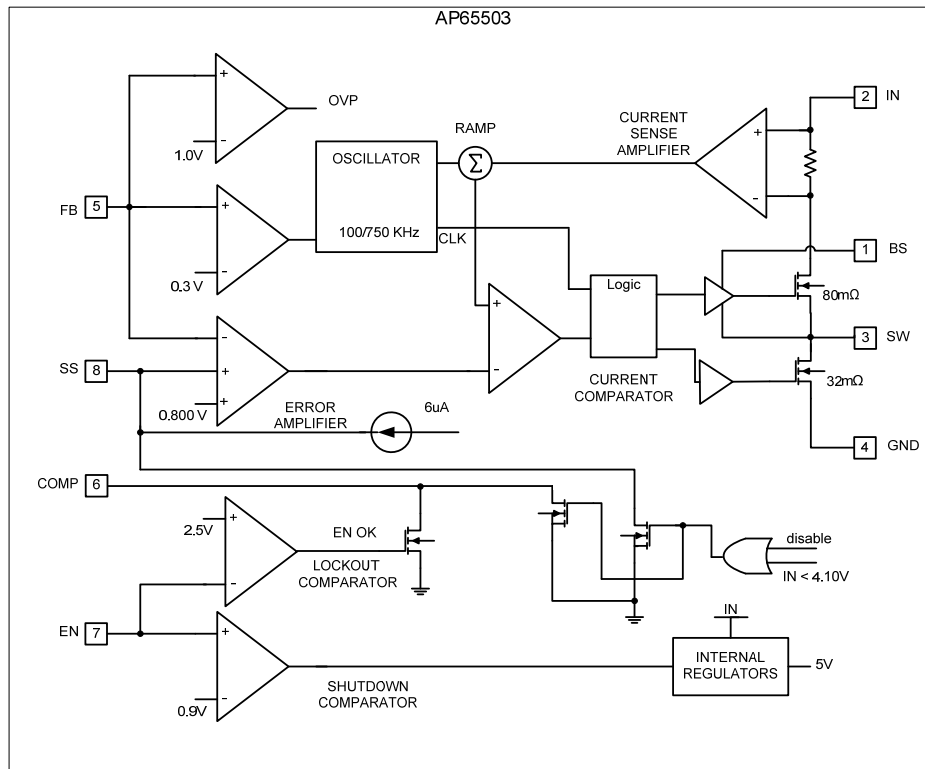 AP65503
OVP
1.0V
FB 5
0.3 V
OSCILLATOR
100/750 KHz
CLK
RAMP
Σ
CURRENT
SENSE
AMPLIFIER
2 IN
1 BS
80mΩ
3 SW
32mΩ
4 GND
Logic
CURRENT
COMPARATOR
SS 8
0.800 V
ERROR
AMPLIFIER
6uA
COMP 6
2.5V
EN OK
LOCKOUT
COMPARATOR
disable
IN < 4.10V
EN 7
0.9V
SHUTDOWN
COMPARATOR
IN
INTERNAL
REGULATORS
5V
+
-
+
-
-
+
+
+
-
+
-
+
-
+
-